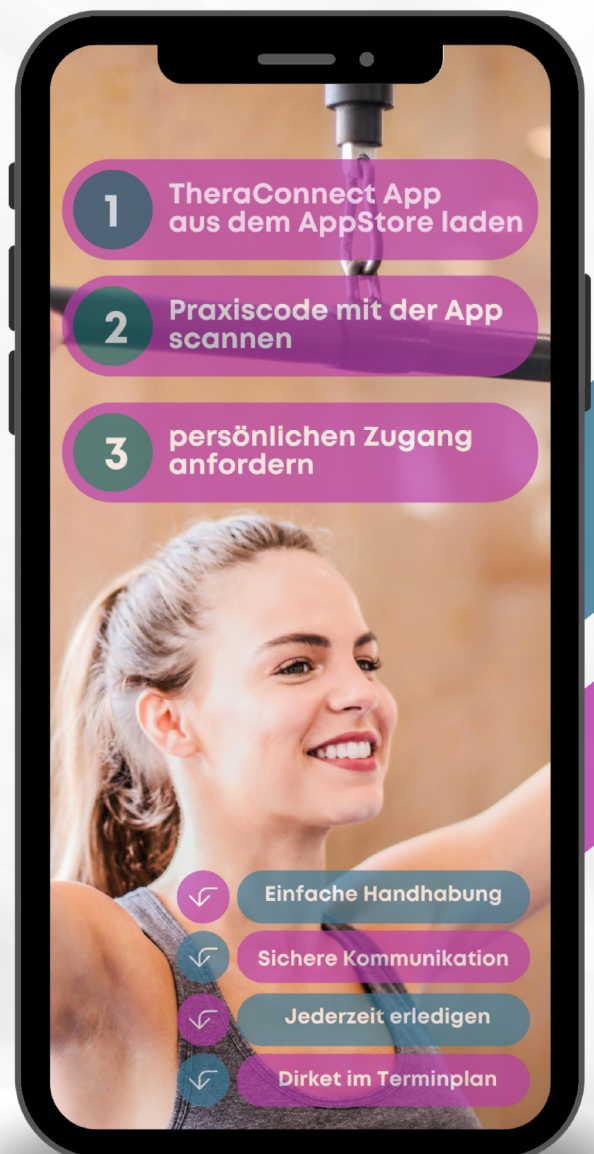 1
TheraConnect App
aus dem AppStore laden
2
Praxiscode mit der App
scannen
3
persönlichen Zugang
anfordern
Einfache Handhabung
Sichere Kommunikation
Jederzeit erledigen
Dirket im Terminplan